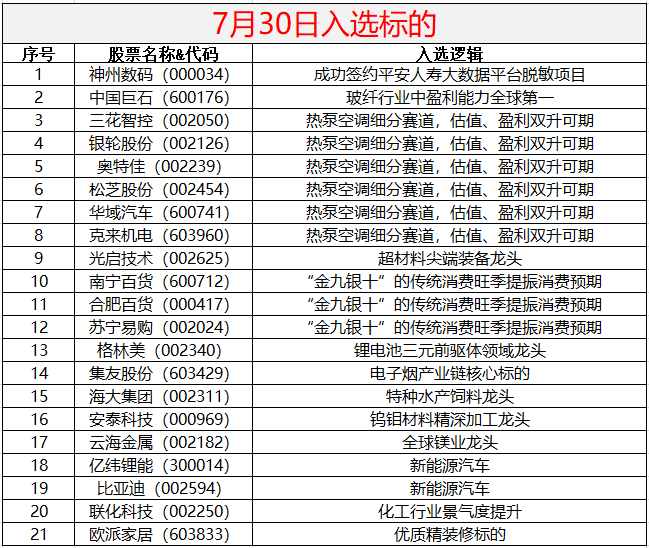 7月30日入选标的
序号 股票名称&代码 入选逻辑
1 神州数码（000034） 成功签约平安人寿大数据平台脱敏项目
2 中国巨石（600176） 玻纤行业中盈利能力全球第一
3 三花智控（002050） 热泵空调细分赛道，估值、盈利双升可期
4 银轮股份（002126） 热泵空调细分赛道，估值、盈利双升可期
5 奥特佳（002239） 热泵空调细分赛道，估值、盈利双升可期
6 松芝股份（002454） 热泵空调细分赛道，估值、盈利双升可期
7 华域汽车（600741） 热泵空调细分赛道，估值、盈利双升可期
8 克来机电（603960） 热泵空调细分赛道，估值、盈利双升可期
9 光启技术（002625） 超材料尖端装备龙头
10 南宁百货（600712） “金九银十”的传统消费旺季提振消费预期
11 合肥百货（000417） “金九银十”的传统消费旺季提振消费预期
12 苏宁易购（002024） “金九银十”的传统消费旺季提振消费预期
13 格林美（002340） 锂电池三元前驱体领域龙头
14 集友股份（603429） 电子烟产业链核心标的
15 海大集团（002311） 特种水产饲料龙头
16 安泰科技（000969） 钨钼材料精深加工龙头
17 云海金属（002182） 全球镁业龙头
18 亿纬锂能（300014） 新能源汽车
19 比亚迪（002594） 新能源汽车
20 联化科技（002250） 化工行业景气度提升
21 欧派家居（603833） 优质精装修标的